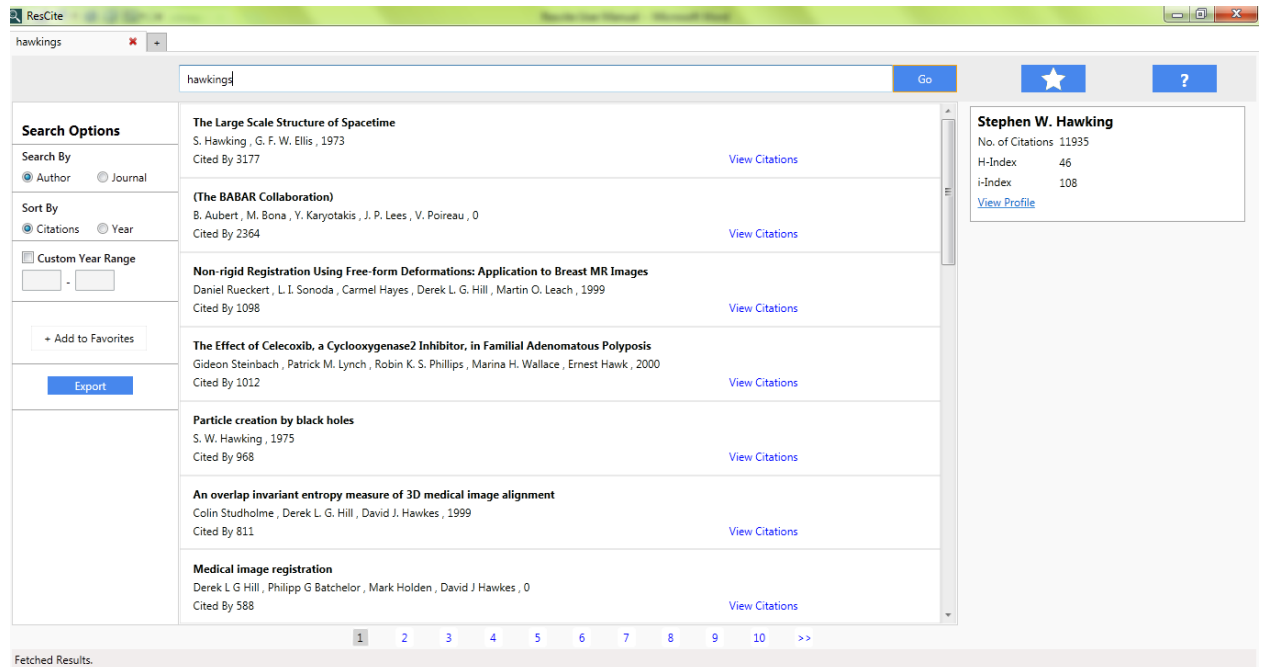 ResCite
Rescite User Manual - Microsoft Word
hawkings
+
hawkings
Go
?
Search Options
Search By
Author Journal
Sort By
Citations Year
Custom Year Range
-
+ Add to Favorites
Export
The Large Scale Structure of Spacetime
S. Hawking , G. F. W. Ellis , 1973
Cited By 3177 View Citations
(The BABAR Collaboration)
B. Aubert , M. Bona , Y. Karyotakis , J. P. Lees , V. Poireau , 0
Cited By 2364 View Citations
Non-rigid Registration Using Free-form Deformations: Application to Breast MR Images
Daniel Rueckert , L. I. Sonoda , Carmel Hayes , Derek L. G. Hill , Martin O. Leach , 1999
Cited By 1098 View Citations
The Effect of Celecoxib, a Cyclooxygenase2 Inhibitor, in Familial Adenomatous Polyposis
Gideon Steinbach , Patrick M. Lynch , Robin K. S. Phillips , Marina H. Wallace , Ernest Hawk , 2000
Cited By 1012 View Citations
Particle creation by black holes
S. W. Hawking , 1975
Cited By 968 View Citations
An overlap invariant entropy measure of 3D medical image alignment
Colin Studholme , Derek L. G. Hill , David J. Hawkes , 1999
Cited By 811 View Citations
Medical image registration
Derek L G Hill , Philipp G Batchelor , Mark Holden , David J Hawkes , 0
Cited By 588 View Citations
1 2 3 4 5 6 7 8 9 10 >>
Stephen W. Hawking
No. of Citations 11935
H-Index 46
i-Index 108
View Profile
Fetched Results.